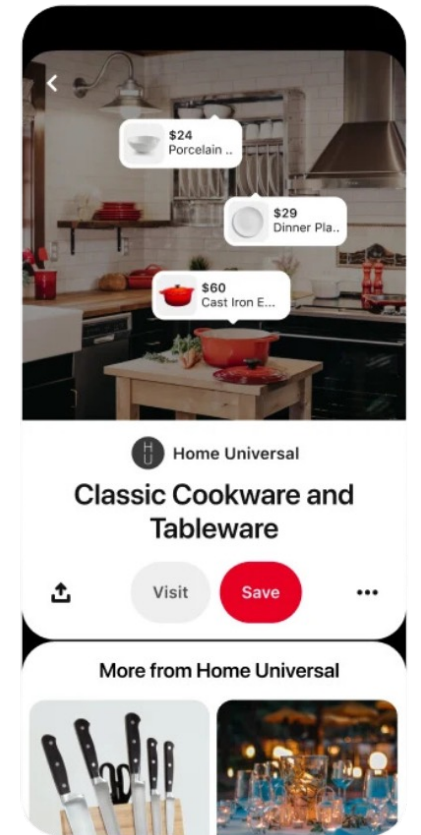 $24
Porcelain ..
$29
Dinner Pla..
$60
Cast Iron E...
H
U
Home Universal
Classic Cookware and
Tableware
Visit
Save
More from Home Universal